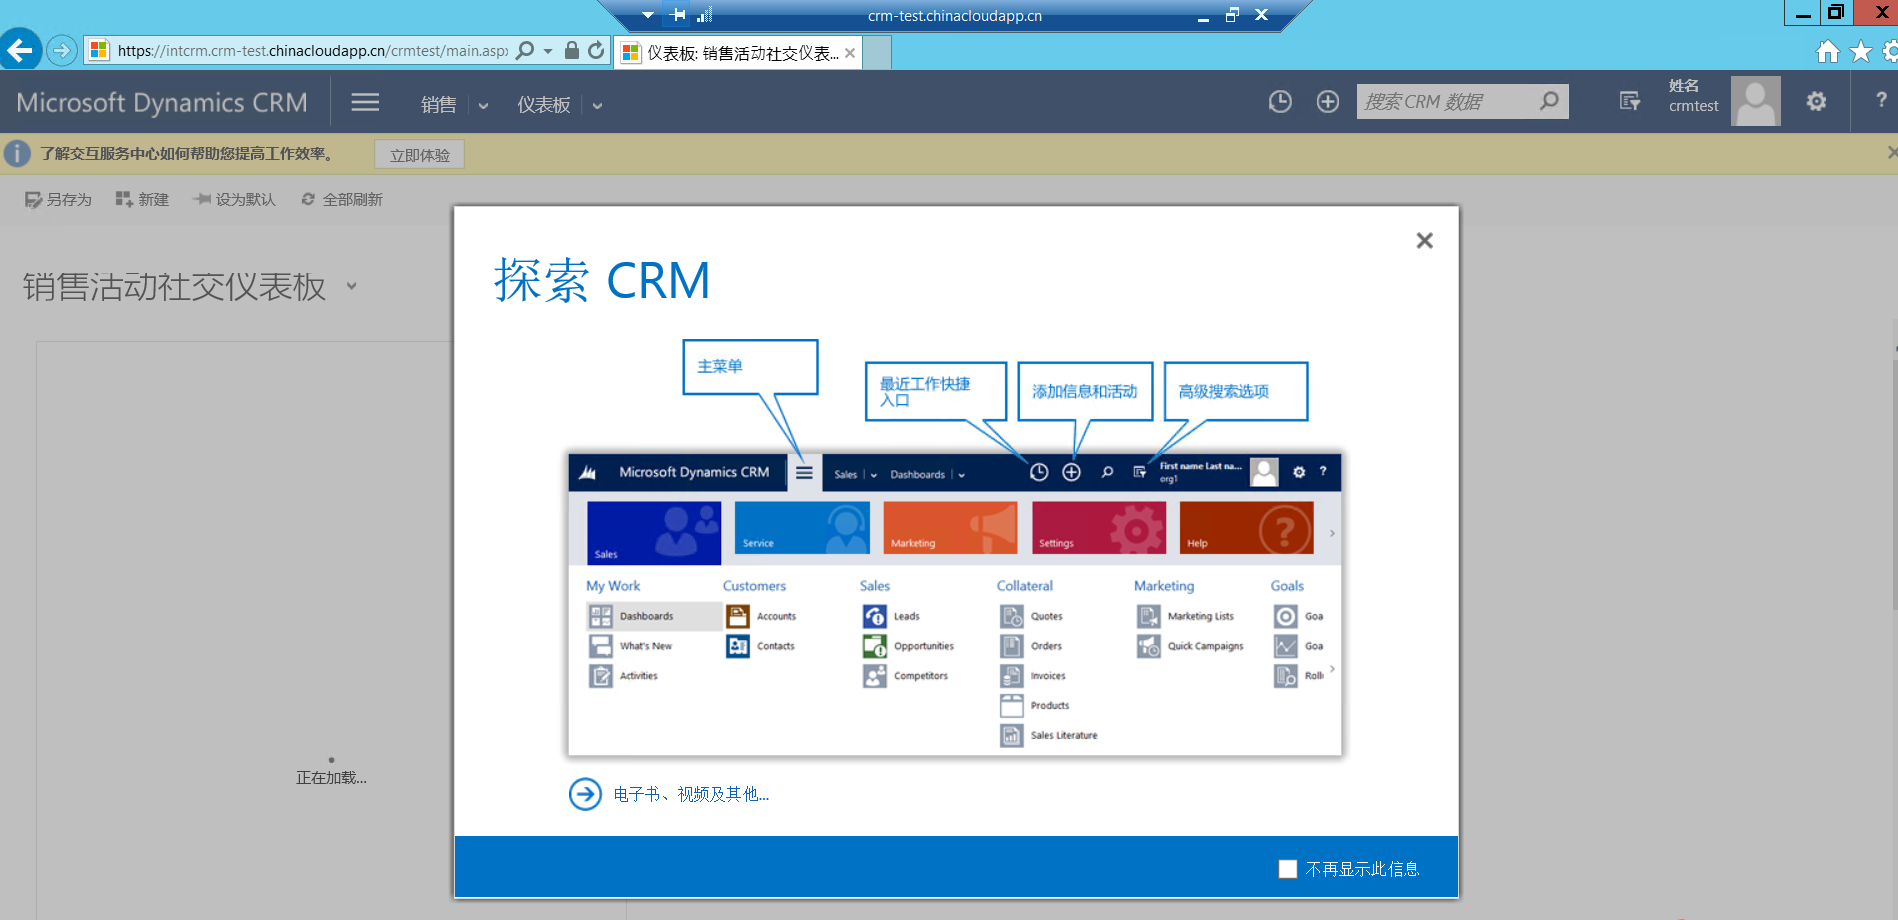 crm-test.chinacloudapp.cn
https://intcrm.crm-test.chinacloudapp.cn/crmtest/main.asp
仪表板: 销售活动社交仪表...
Microsoft Dynamics CRM
销售
仪表板
搜索 CRM 数据
姓名
crmtest
?
了解交互服务中心如何帮助您提高工作效率。
立即体验
另存为
新建
设为默认
全部刷新
销售活动社交仪表板
正在加载...
探索 CRM
主菜单
最近工作快捷
入口
添加信息和活动
高级搜索选项
Microsoft Dynamics CRM
Sales
Dashboards
First name Last na...
org1
?
Sales
Service
Marketing
Settings
Help
My Work
Customers
Sales
Collateral
Marketing
Goals
Dashboards
Accounts
Leads
Quotes
Marketing Lists
Goa
What's New
Contacts
Opportunities
Orders
Quick Campaigns
Goa
Activities
Competitors
Invoices
Roll
Products
Sales Literature
电子书、视频及其他...
不再显示此信息